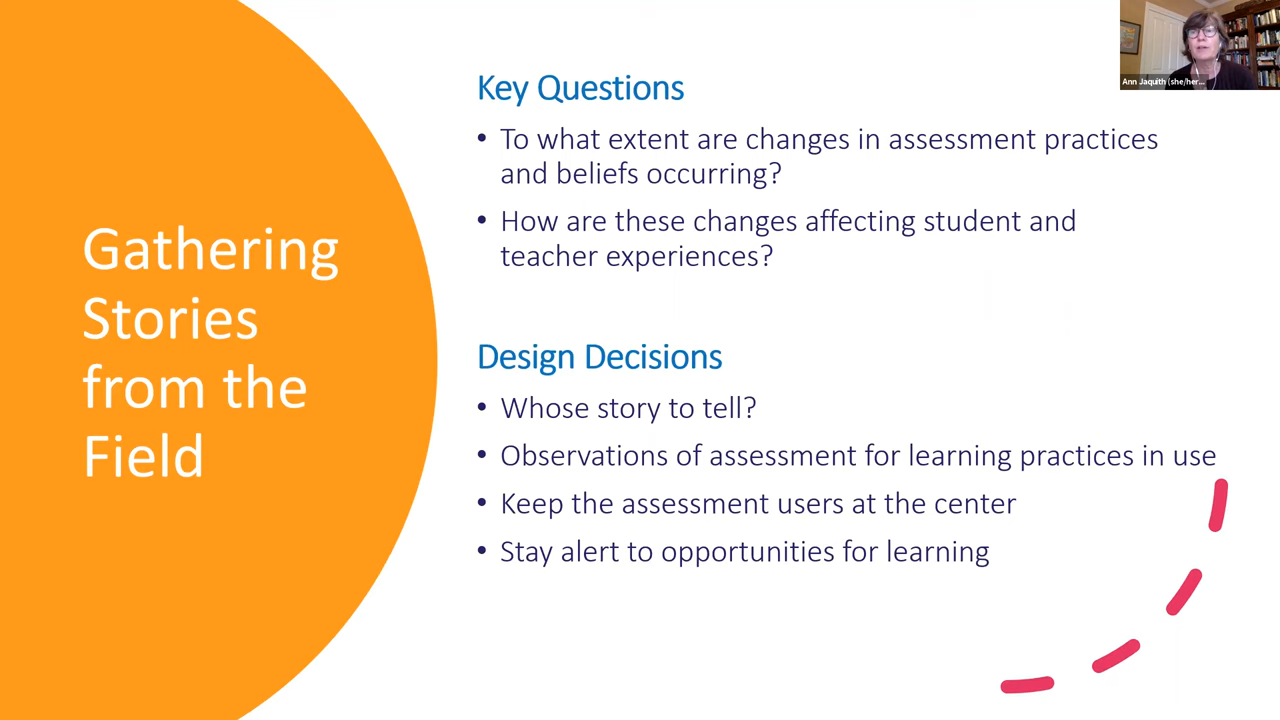 Gathering
Stories
from the
Field
Key Questions
• To what extent are changes in assessment practices
and beliefs occurring?
• How are these changes affecting student and
teacher experiences?
Design Decisions
• Whose story to tell?
• Observations of assessment for learning practices in use
• Keep the assessment users at the center
• Stay alert to opportunities for learning
Ann Jaquith (she/her...